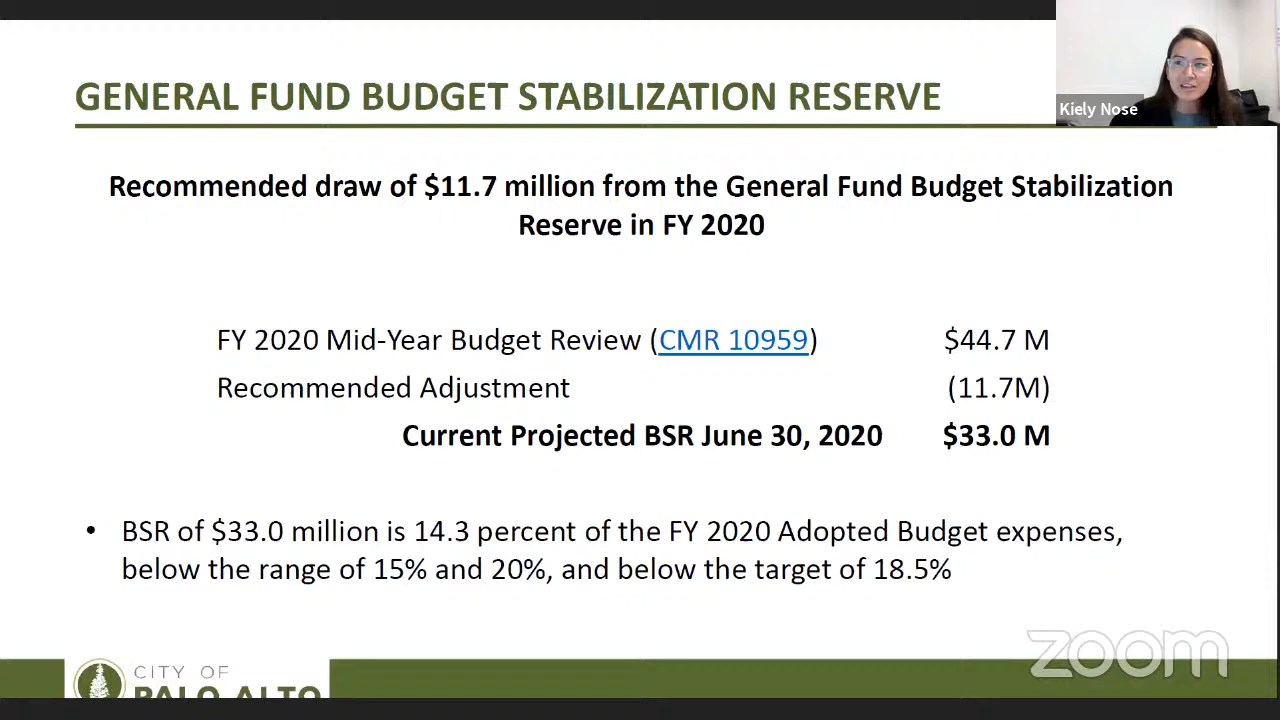 GENERAL FUND BUDGET STABILIZATION RESERVE
Kiely Nose
Recommended draw of $11.7 million from the General Fund Budget Stabilization
Reserve in FY 2020
FY 2020 Mid-Year Budget Review (CMR 10959) $44.7 M
Recommended Adjustment (11.7M)
Current Projected BSR June 30, 2020 $33.0 M
• BSR of $33.0 million is 14.3 percent of the FY 2020 Adopted Budget expenses,
below the range of 15% and 20%, and below the target of 18.5%
zoom
CITY OF
PALO ALTO